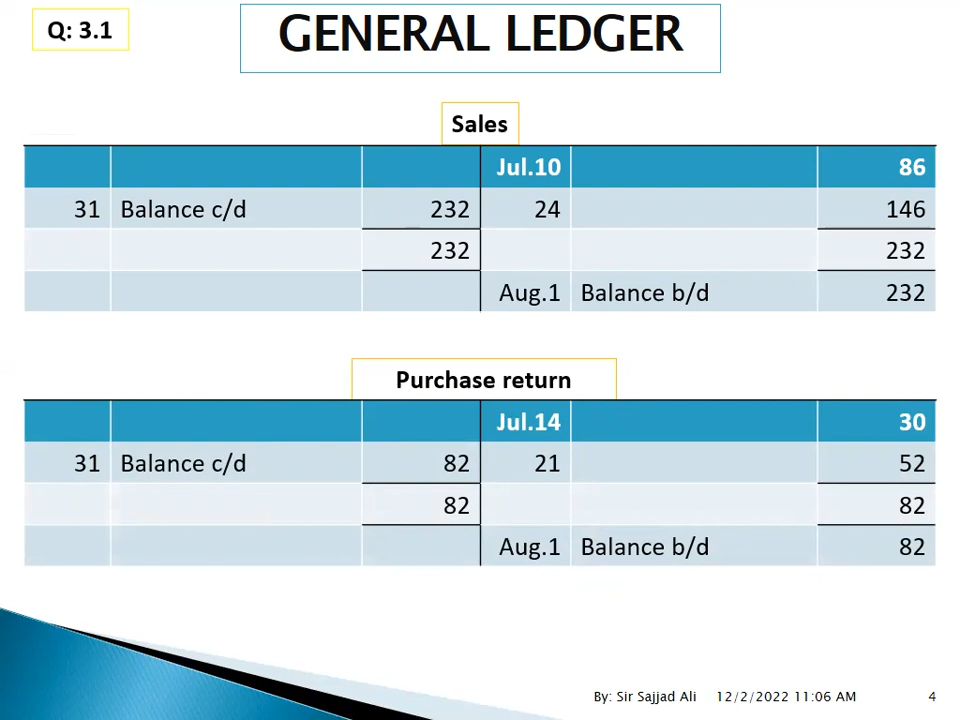 Q: 3.1
GENERAL LEDGER
Sales
Jul.10 86
31 Balance c/d 232 24 146
232 232
Aug.1 Balance b/d 232
Purchase return
Jul.14 30
31 Balance c/d 82 21 52
82 82
Aug.1 Balance b/d 82
By: Sir Sajjad Ali 12/2/2022 11:06 AM 4